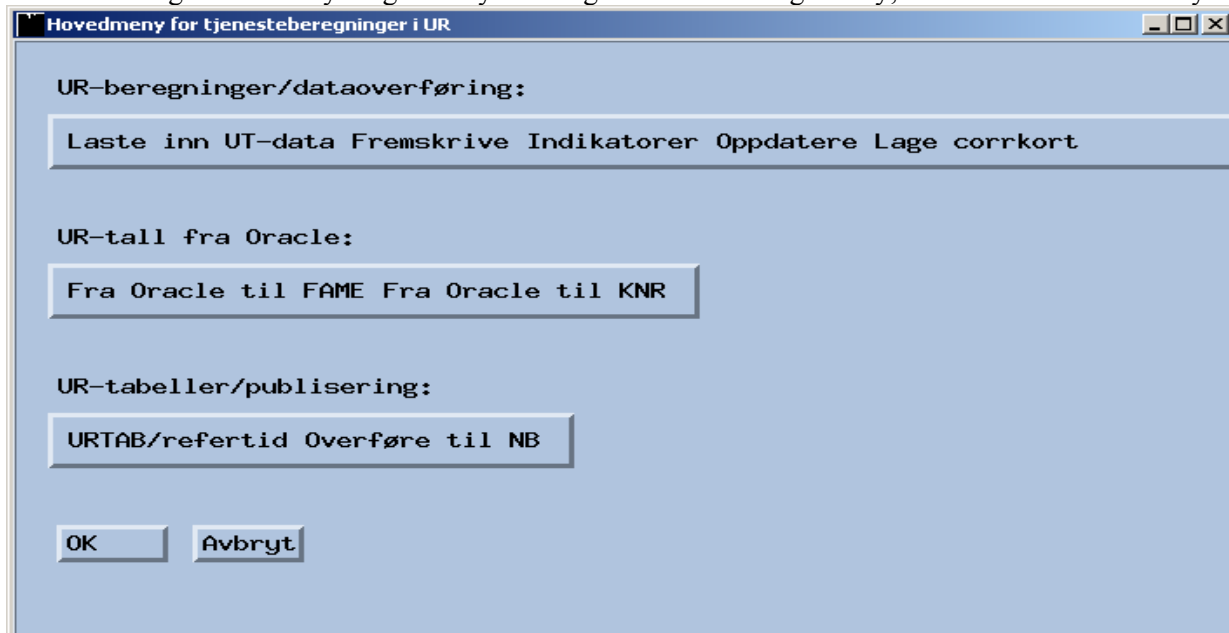 Hovedmeny for tjenesteberegninger i UR
UR-beregninger/dataoverføring:
Laste inn UT-data Fremskrive Indikatorer Oppdatere Lage corrkort
UR-tall fra Oracle:
Fra Oracle til FAME Fra Oracle til KNR
UR-tabeller/publisering:
URTAB/refertid Overføre til NB
OK Avbryt